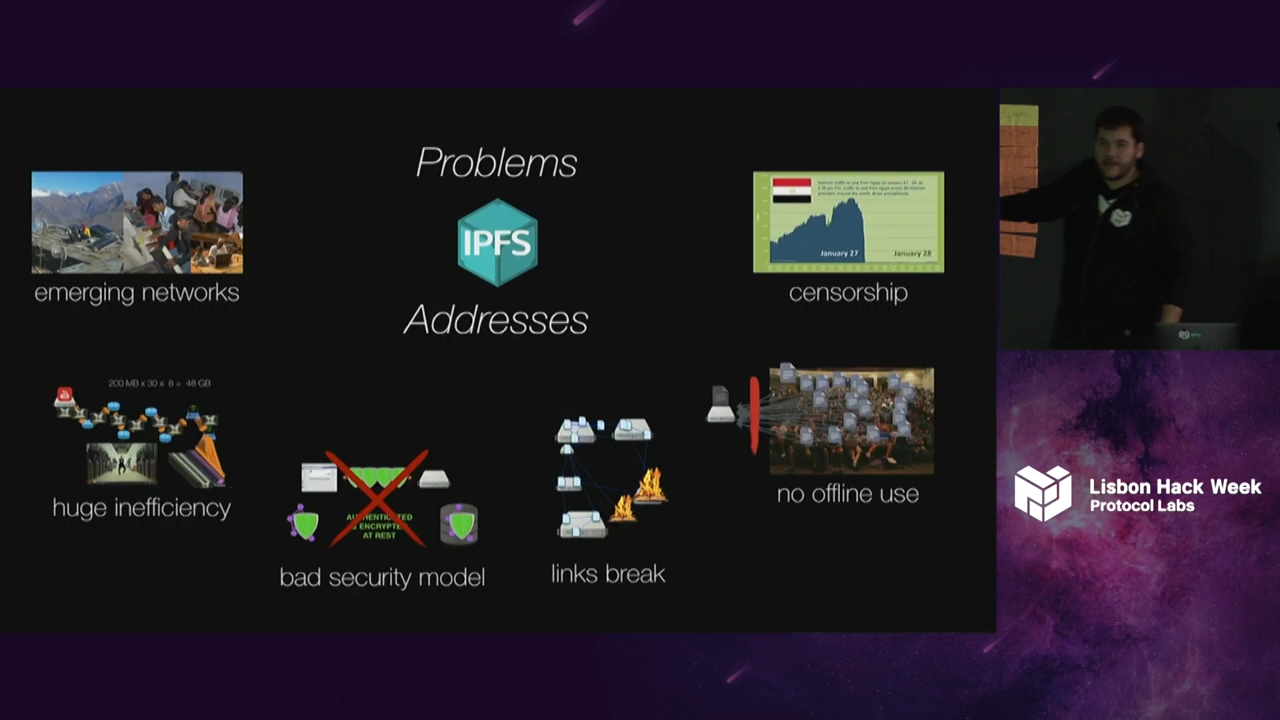 Problems
IPFS
Addresses
emerging networks
January 27
January 28
censorship
200 MB x 30 x 8 = 48 GB
huge inefficiency
AUTHENTICATED
& ENCRYPTED
AT REST
bad security model
links break
no offline use
Lisbon Hack Week
Protocol Labs